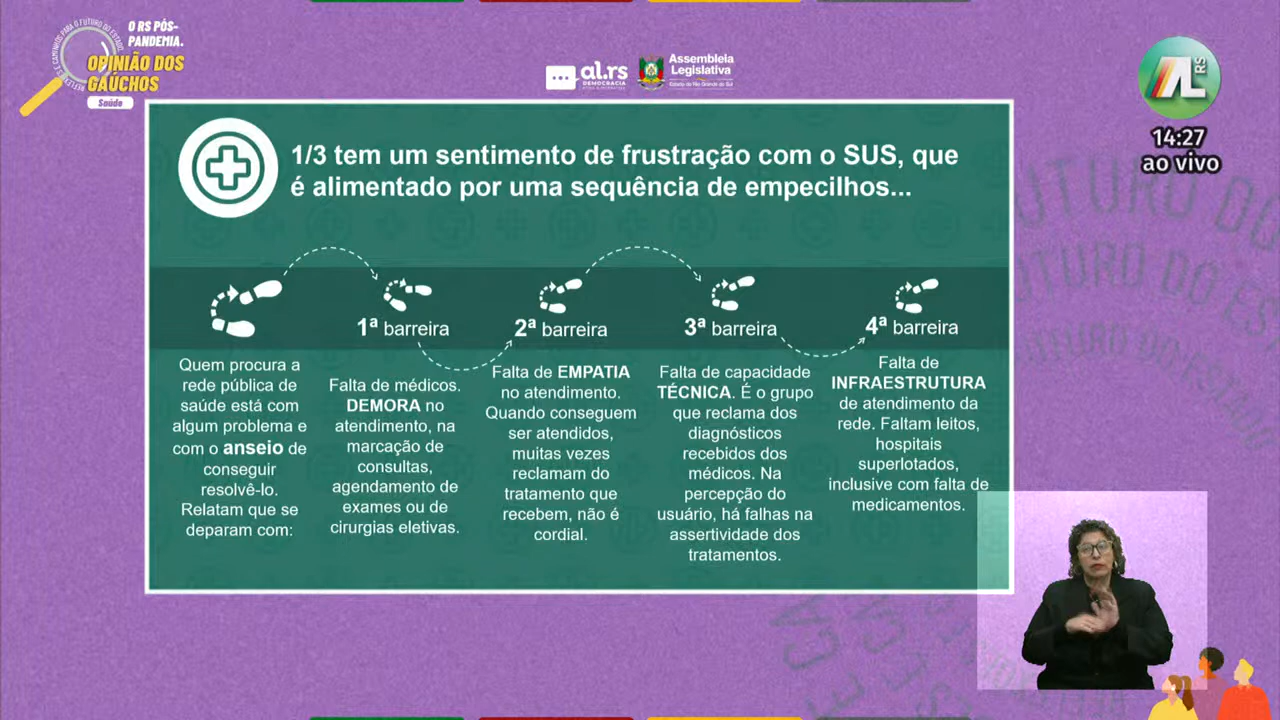 O RS PÓS-
PANDEMIA.
REFLEXÕES E CAMINHOS PARA O FUTURO DO ESTADO
OPINIÃO DOS
GAÚCHOS
Saúde
al.rs
DEMOCRACIA
Assembleia
Legislativa
Estado do Rio Grande do Sul
ALRS
14:27
ao vivo
1/3 tem um sentimento de frustração com o SUS, que
é alimentado por uma sequência de empecilhos...
Quem procura a
rede pública de
saúde está com
algum problema e
com o anseio de
conseguir
resolvê-lo.
Relatam que se
deparam com:
1ª barreira
Falta de médicos.
DEMORA no
atendimento, na
marcação de
consultas,
agendamento de
exames ou de
cirurgias eletivas.
2ª barreira
Falta de EMPATIA
no atendimento.
Quando conseguem
ser atendidos,
muitas vezes
reclamam do
tratamento que
recebem, não é
cordial.
3ª barreira
Falta de capacidade
TÉCNICA. É o grupo
que reclama dos
diagnósticos
recebidos dos
médicos. Na
percepção do
usuário, há falhas na
assertividade dos
tratamentos.
4ª barreira
Falta de
INFRAESTRUTURA
de atendimento da
rede. Faltam leitos,
hospitais
superlotados,
inclusive com falta de
medicamentos.